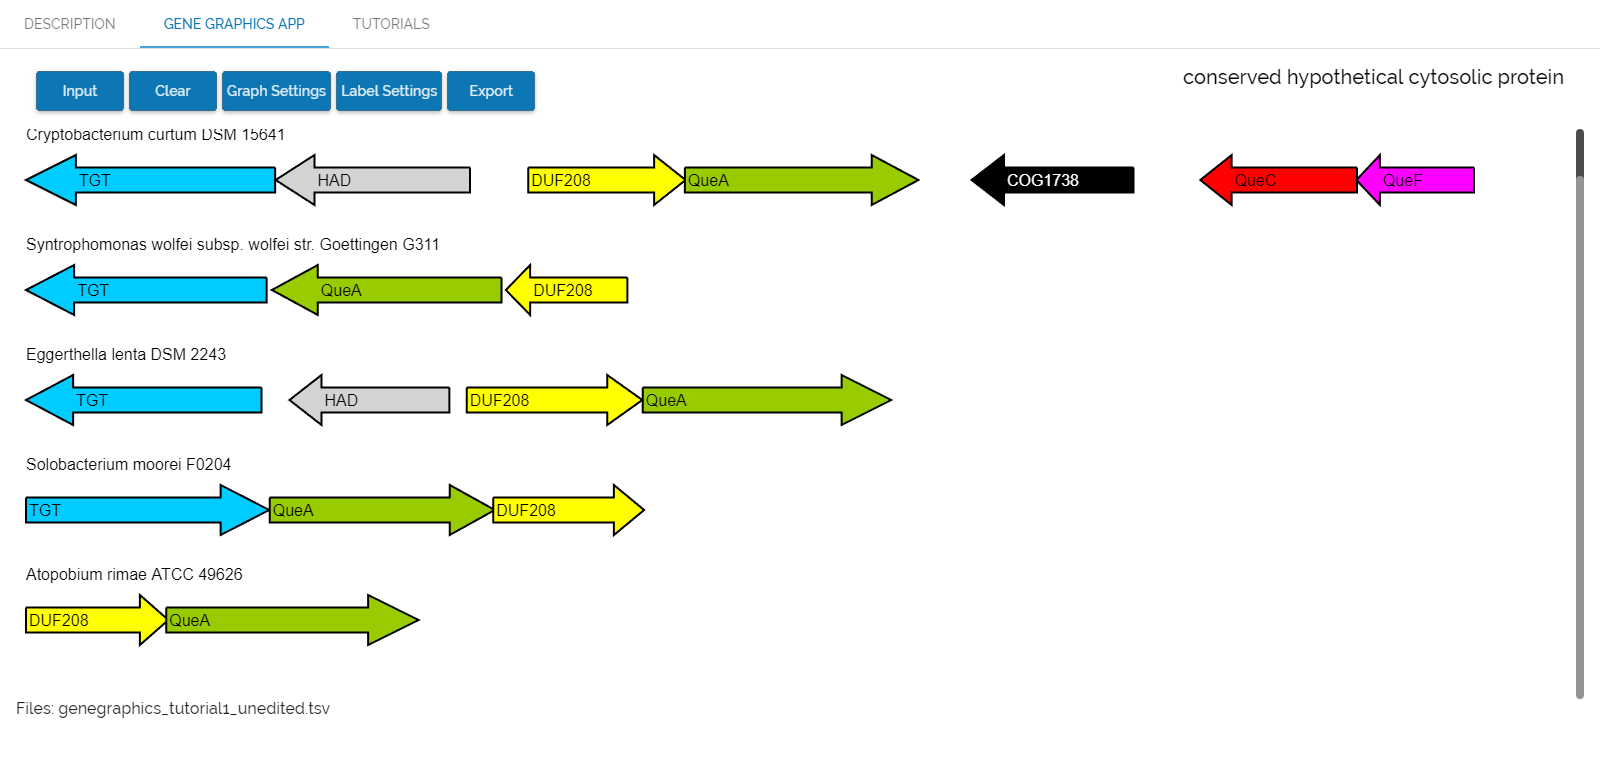 DESCRIPTION GENE GRAPHICS APP TUTORIALS
Input Clear Graph Settings Label Settings Export
conserved hypothetical cytosolic protein
Cryptobacterium curtum DSM 15641
TGT HAD DUF208 QueA COG1738 QueC QueF
Syntrophomonas wolfei subsp. wolfei str. Goettingen G311
TGT QueA DUF208
Eggerthella lenta DSM 2243
TGT HAD DUF208 QueA
Solobacterium moorei F0204
TGT QueA DUF208
Atopobium rimae ATCC 49626
DUF208 QueA
Files: genegraphics_tutorial1_unedited.tsv